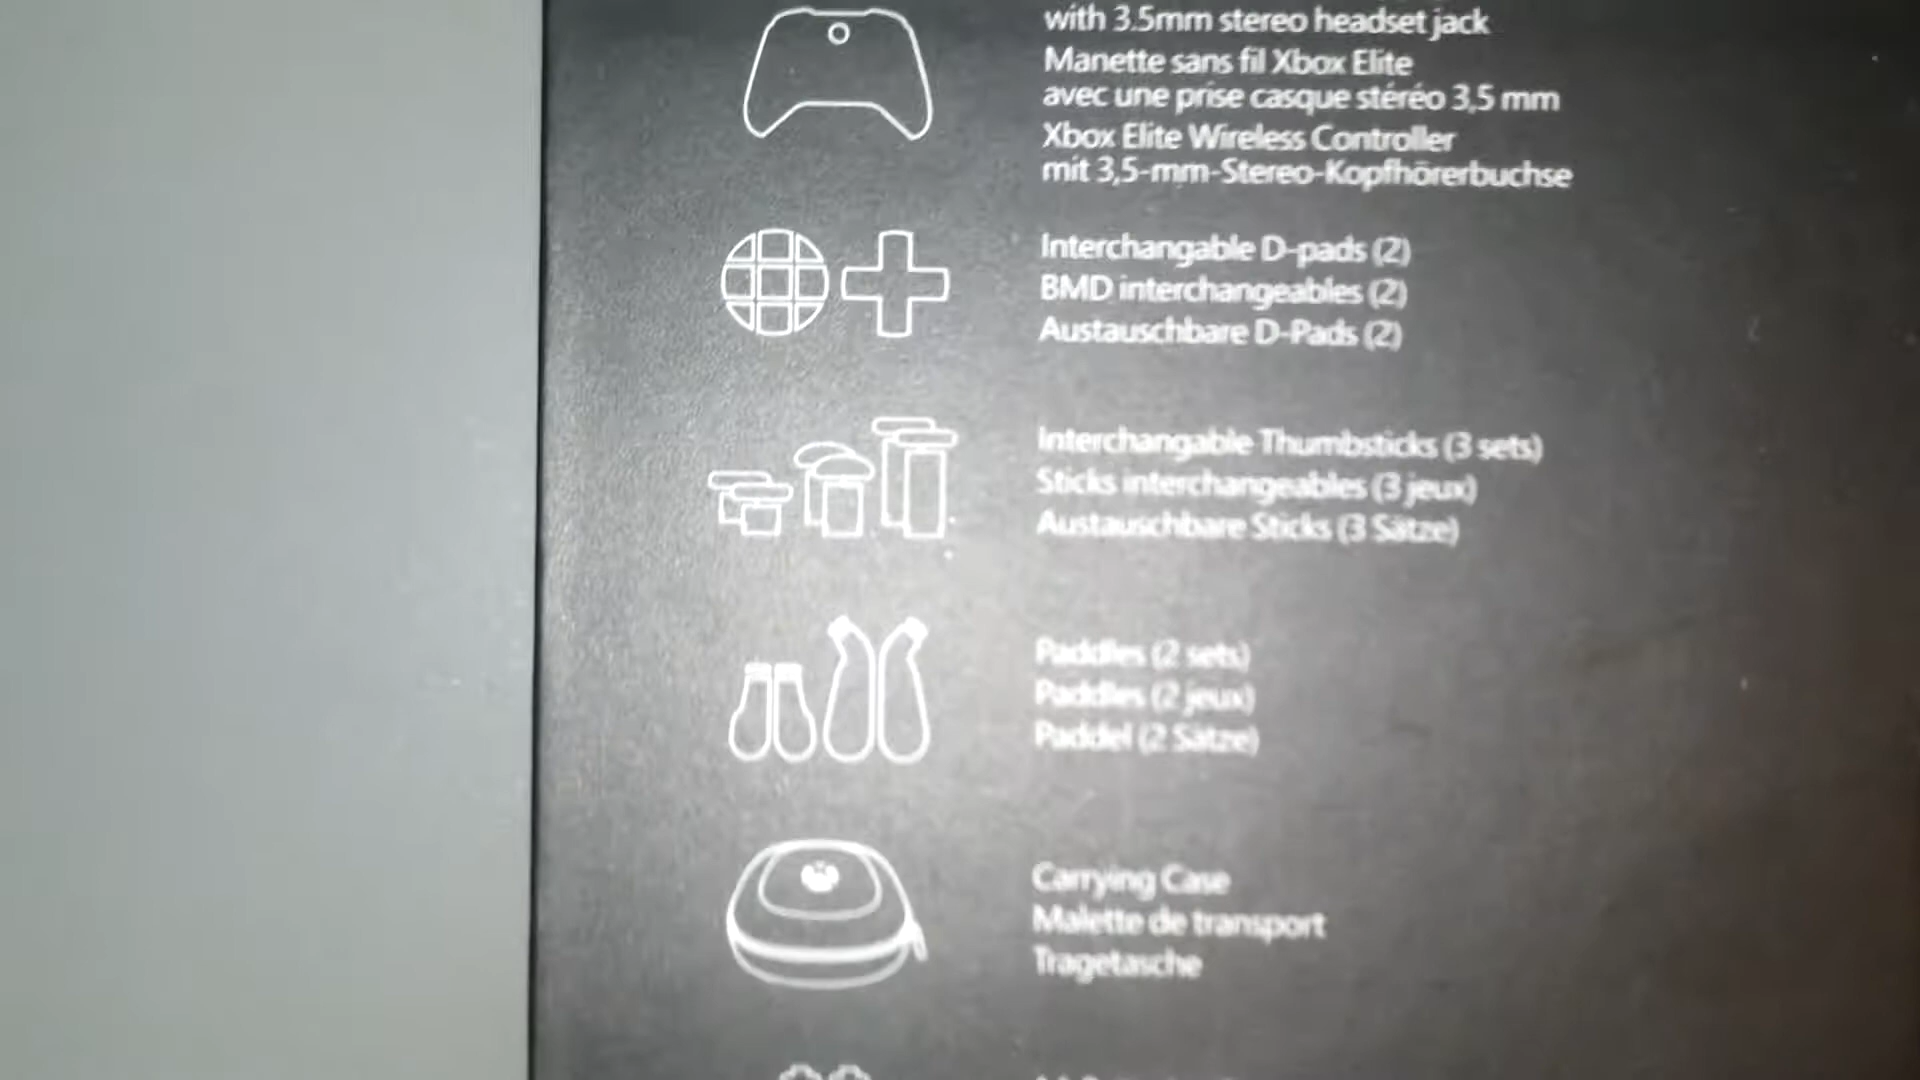 with 3.5mm stereo headset jack
Manette sans fil Xbox Elite
avec une prise casque stéréo 3,5 mm
Xbox Elite Wireless Controller
mit 3,5-mm-Stereo-Kopfhörerbuchse
Interchangable D-pads (2)
BMD interchangeables (2)
Austauschbare D-Pads (2)
Interchangable Thumbsticks (3 sets)
Sticks interchangeables (3 jeux)
Austauschbare Sticks (3 Sätze)
Paddles (2 sets)
Paddles (2 jeux)
Paddel (2 Sätze)
Carrying Case
Malette de transport
Tragetasche